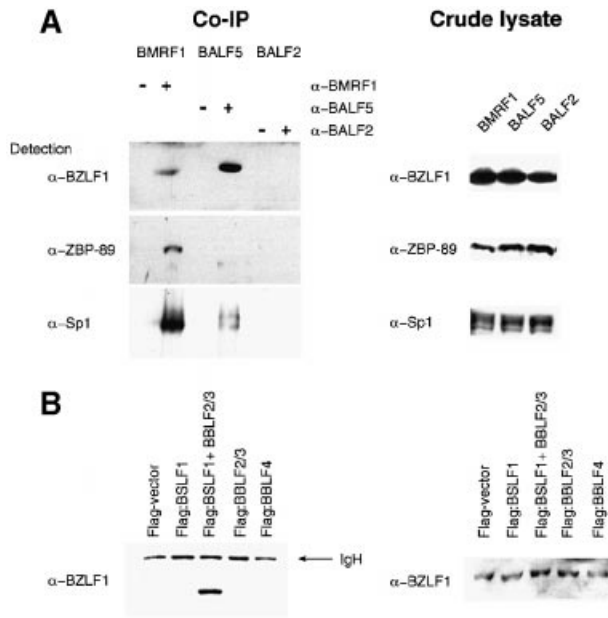 A
Co-IP
Crude lysate
BMRF1 BALF5 BALF2
- + α-BMRF1
- + α-BALF5
- + α-BALF2
BMRF1 BALF5 BALF2
Detection
α-BZLF1
α-BZLF1
α-ZBP-89
α-ZBP-89
α-Sp1
α-Sp1
B
Flag-vector
Flag:BSLF1
Flag:BSLF1+ BBLF2/3
Flag:BBLF2/3
Flag:BBLF4
Flag-vector
Flag:BSLF1
Flag:BSLF1+ BBLF2/3
Flag:BBLF2/3
Flag:BBLF4
IgH
α-BZLF1
α-BZLF1